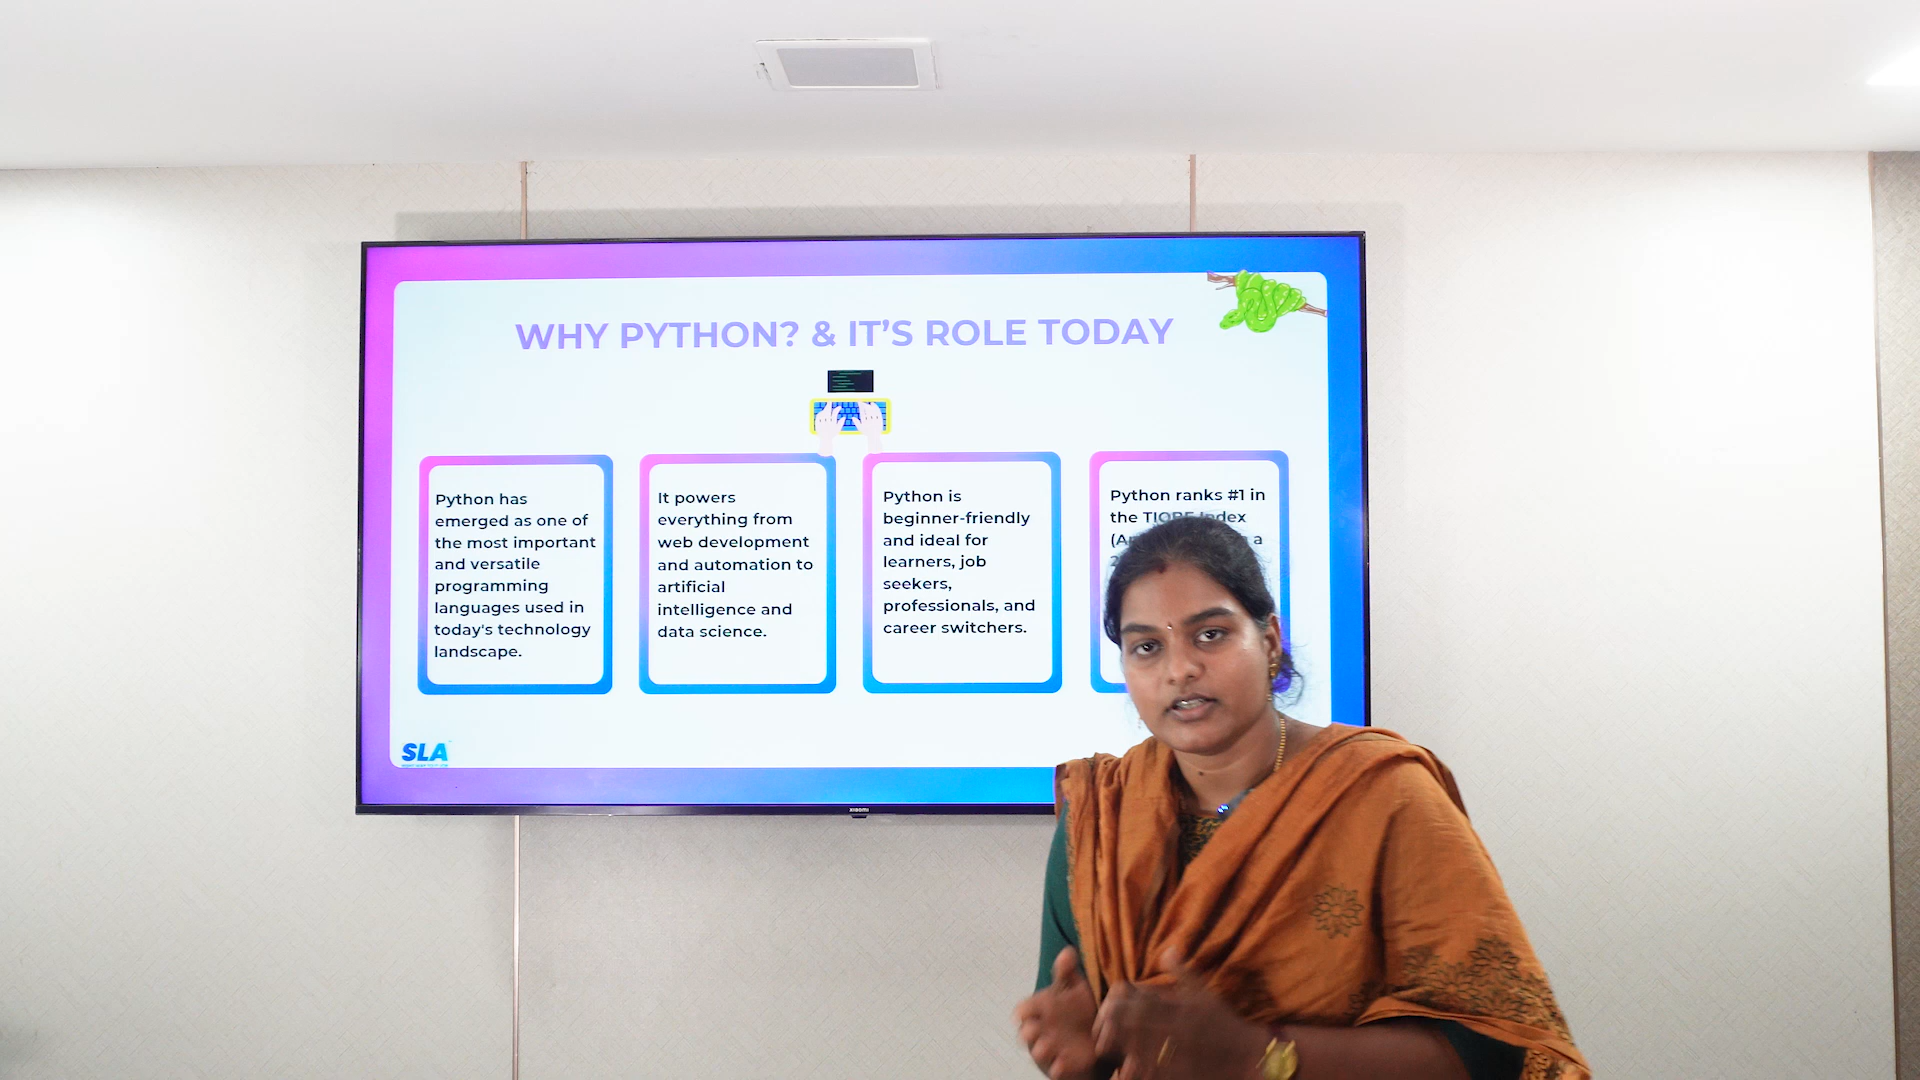 WHY PYTHON? & IT’S ROLE TODAY
Python has
emerged as one of
the most important
and versatile
programming
languages used in
today's technology
landscape.
It powers
everything from
web development
and automation to
artificial
intelligence and
data science.
Python is
beginner-friendly
and ideal for
learners, job
seekers,
professionals, and
career switchers.
Python ranks #1 in
the TIOBE Index
a
SLA
xiaomi